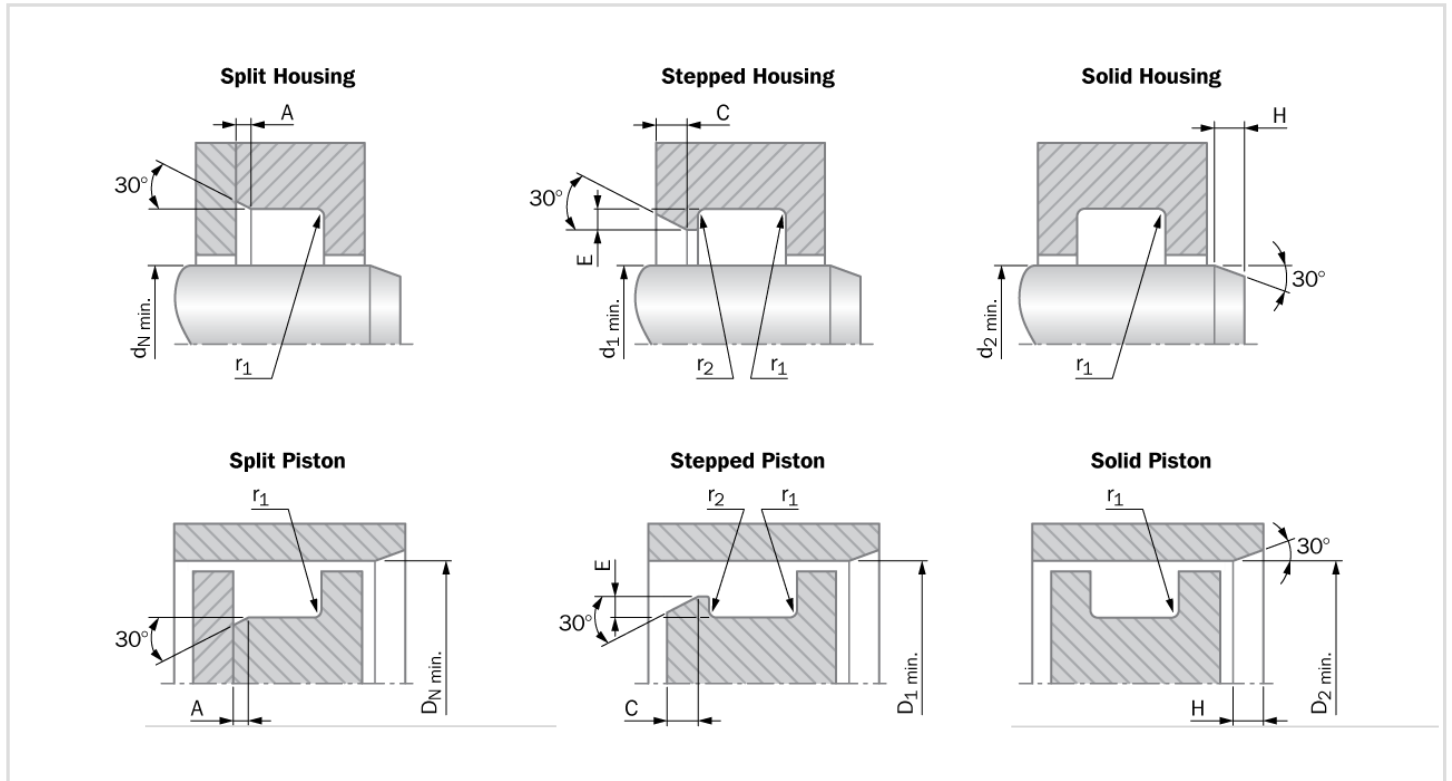 Split Housing
A
30°
dN min.
r1
Stepped Housing
C
30°
E
d1 min.
r2
r1
Solid Housing
H
30°
d2 min.
r1
Split Piston
r1
30°
A
DN min.
Stepped Piston
r2
r1
E
30°
C
D1 min.
Solid Piston
r1
30°
H
D2 min.